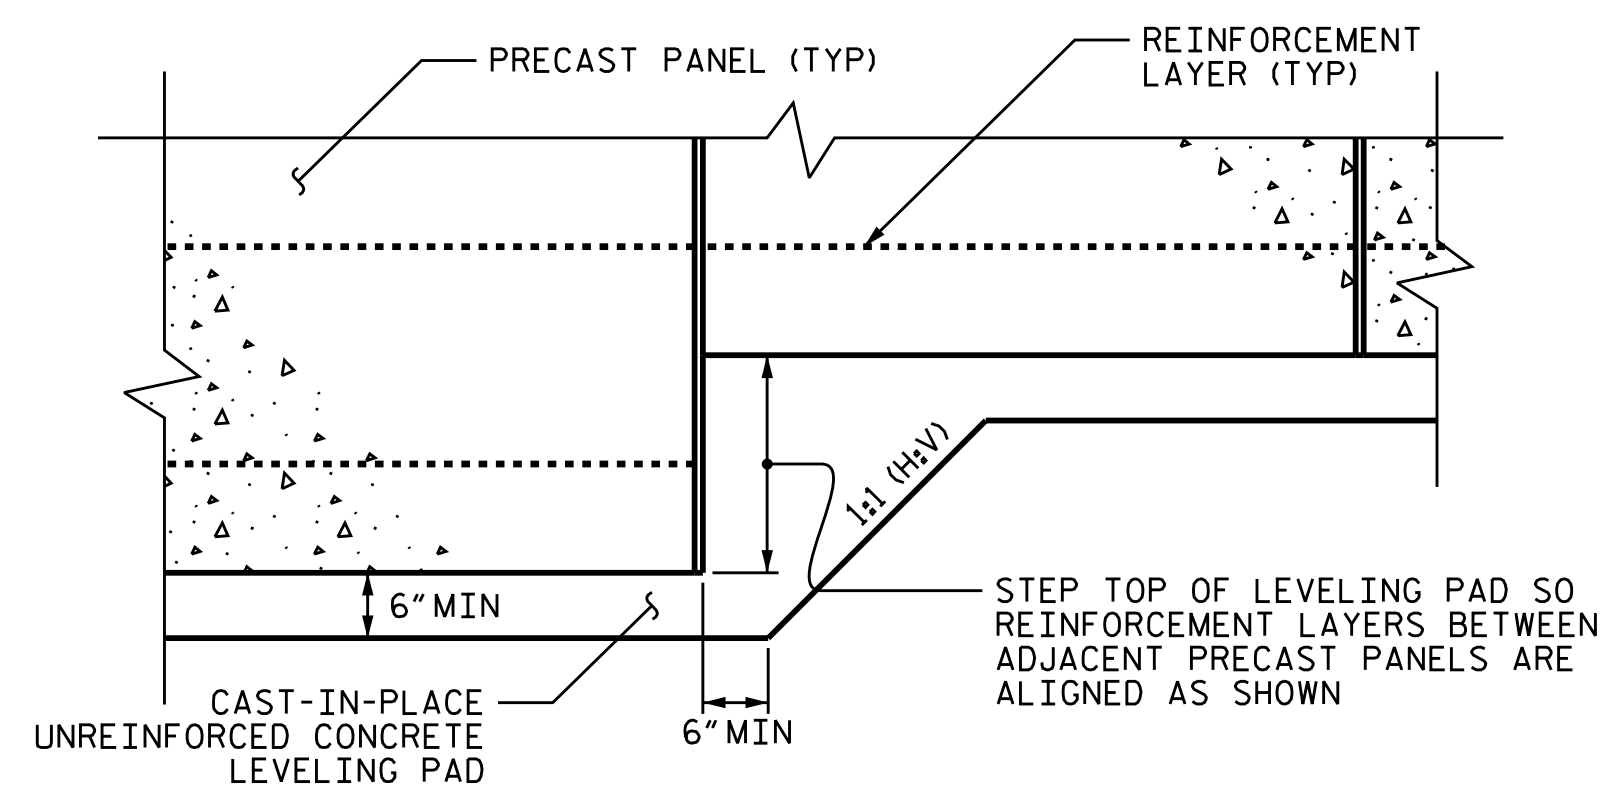 PRECAST PANEL (TYP)
REINFORCEMENT
LAYER (TYP)
1:1 (H:V)
6" MIN
STEP TOP OF LEVELING PAD SO
REINFORCEMENT LAYERS BETWEEN
ADJACENT PRECAST PANELS ARE
ALIGNED AS SHOWN
CAST-IN-PLACE
UNREINFORCED CONCRETE
LEVELING PAD
6" MIN